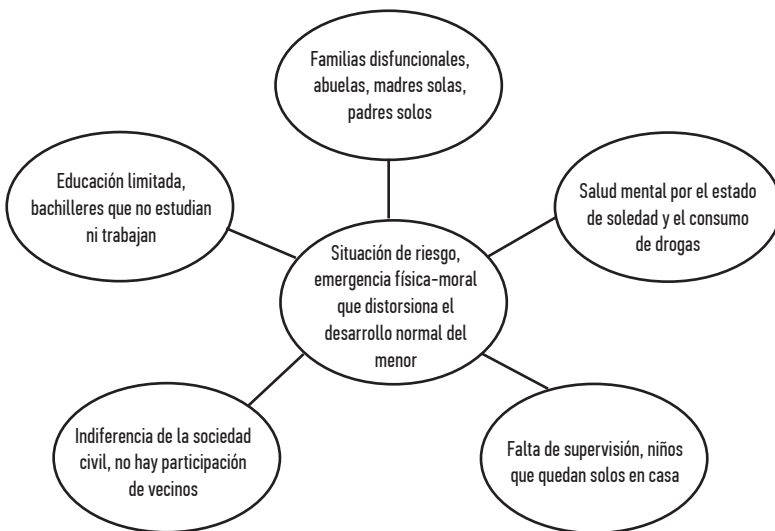 Familias disfuncionales,
abuelas, madres solas,
padres solos
Educación limitada,
bachilleres que no estudian
ni trabajan
Salud mental por el estado
de soledad y el consumo
de drogas
Situación de riesgo,
emergencia física-moral
que distorsiona el
desarrollo normal del
menor
Indiferencia de la sociedad
civil, no hay participación
de vecinos
Falta de supervisión, niños
que quedan solos en casa